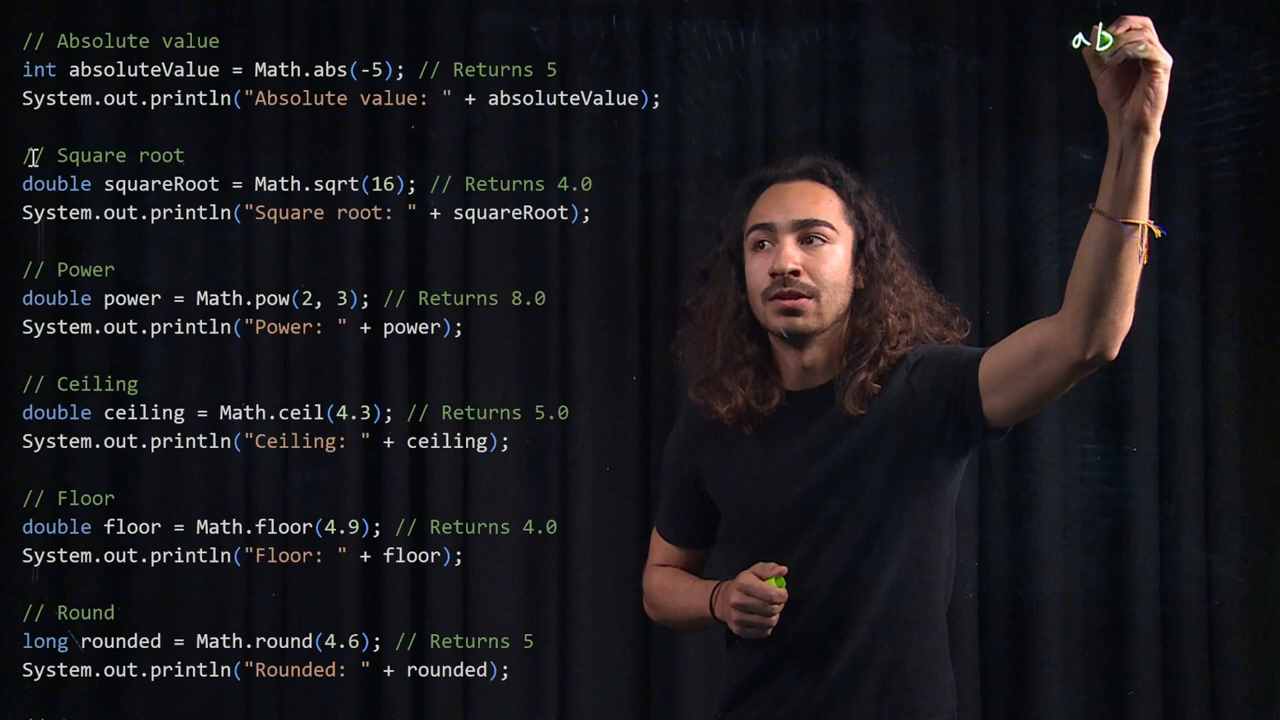 // Absolute value
int absoluteValue = Math.abs(-5); // Returns 5
System.out.println("Absolute value: " + absoluteValue);
// Square root
double squareRoot = Math.sqrt(16); // Returns 4.0
System.out.println("Square root: " + squareRoot);
// Power
double power = Math.pow(2, 3); // Returns 8.0
System.out.println("Power: " + power);
// Ceiling
double ceiling = Math.ceil(4.3); // Returns 5.0
System.out.println("Ceiling: " + ceiling);
// Floor
double floor = Math.floor(4.9); // Returns 4.0
System.out.println("Floor: " + floor);
// Round
long rounded = Math.round(4.6); // Returns 5
System.out.println("Rounded: " + rounded);
ab